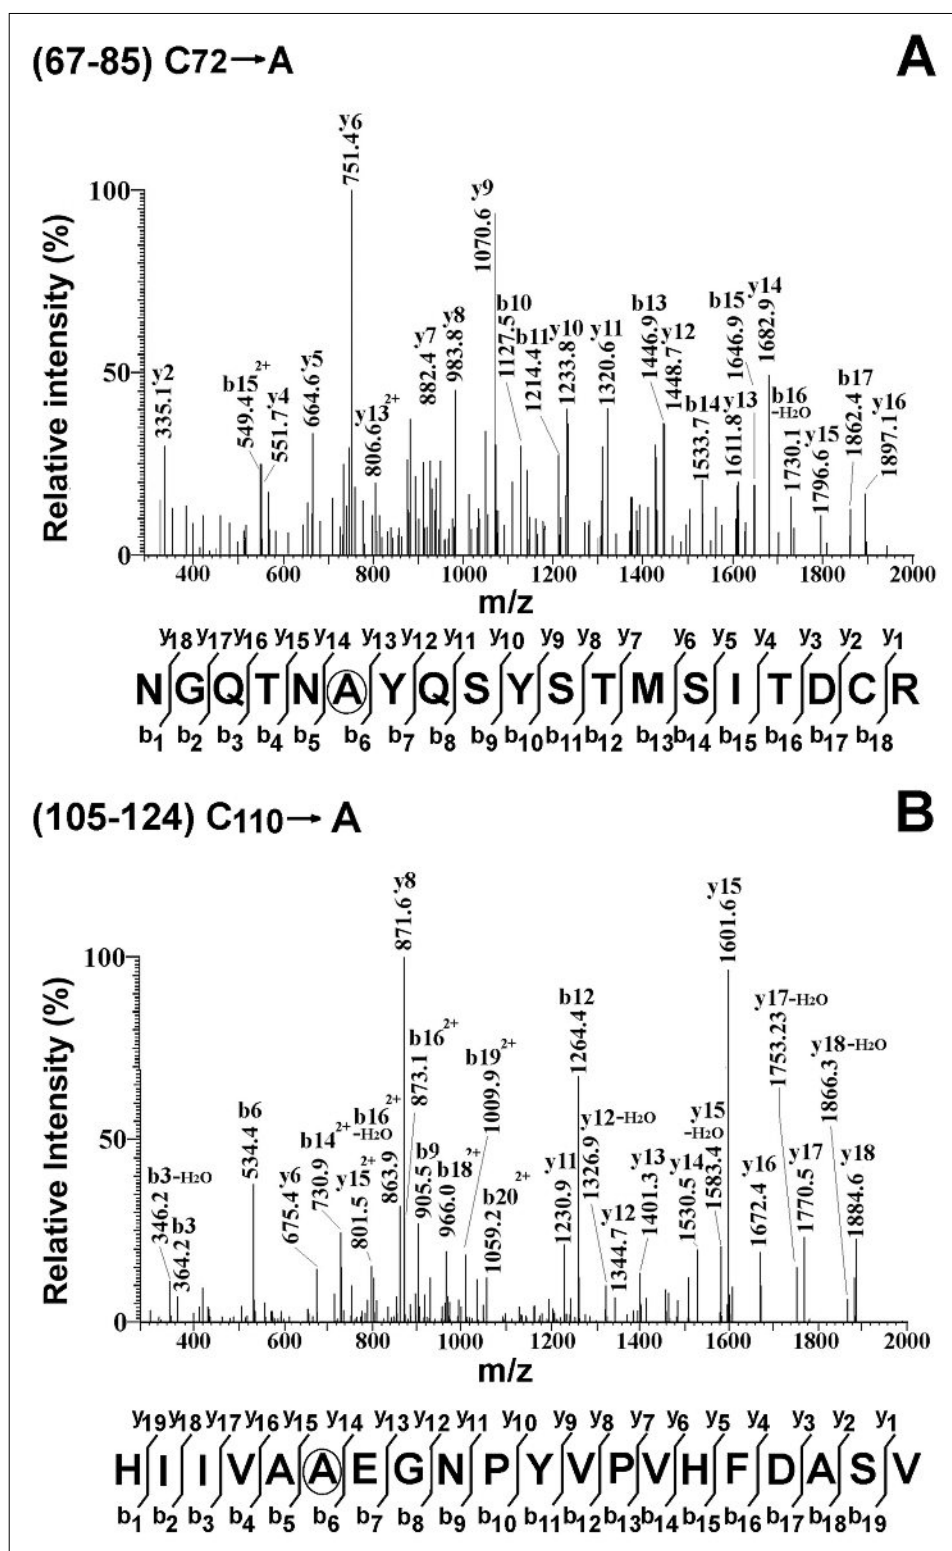 (67-85) C72→A
A
Relative intensity (%)
100
50
0
y2
335.1
b15 2+
549.4
y4
551.7
y5
664.6
y6
751.4
y13 2+
806.6
y7
882.4
y8
983.8
y9
1070.6
b10
1127.5
b11
1214.4
y10
1233.8
y11
1320.6
b13
1446.9
y12
1448.7
b14
1533.7
y13
1611.8
b15
1646.9
y14
1682.9
b16
-H2O
1730.1
y15
1796.6
b17
1862.4
y16
1897.1
400 600 800 1000 1200 1400 1600 1800 2000
m/z
y18 y17 y16 y15 y14 y13 y12 y11 y10 y9 y8 y7 y6 y5 y4 y3 y2 y1
NGQTNAYQSYSTMSITDCR
b1 b2 b3 b4 b5 b6 b7 b8 b9 b10 b11 b12 b13 b14 b15 b16 b17 b18
(105-124) C110→A
B
Relative Intensity (%)
100
50
0
b3-H2O
346.2
b3
364.2
b6
534.4
y6
675.4
b14 2+
730.9
y15 2+
801.5
b16 2+
-H2O
863.9
y8
871.6
b16 2+
873.1
b9
905.5
b18 2+
966.0
b19 2+
1009.9
b20 2+
1059.2
y11
1230.9
b12
1264.4
y12-H2O
1326.9
y12
1344.7
y13
1401.3
y14
1530.5
y15
-H2O
1583.4
y15
1601.6
y16
1672.4
y17-H2O
1753.23
y17
1770.5
y18-H2O
1866.3
y18
1884.6
400 600 800 1000 1200 1400 1600 1800 2000
m/z
y19 y18 y17 y16 y15 y14 y13 y12 y11 y10 y9 y8 y7 y6 y5 y4 y3 y2 y1
HIIVAAEGNPYVPVHFDASV
b1 b2 b3 b4 b5 b6 b7 b8 b9 b10 b11 b12 b13 b14 b15 b16 b17 b18 b19